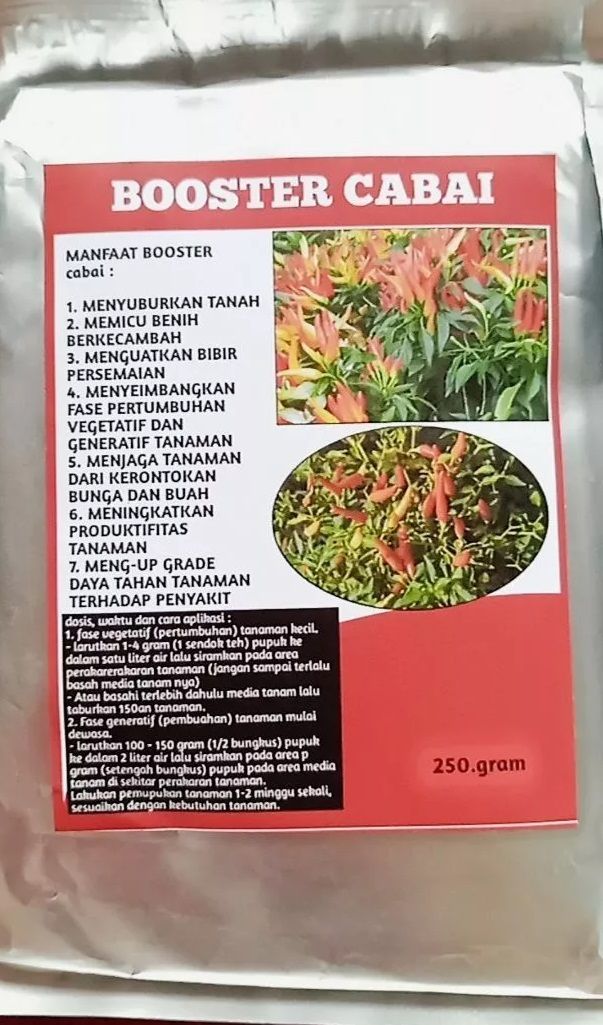 BOOSTER CABAI
MANFAAT BOOSTER
cabai :
1. MENYUBURKAN TANAH
2. MEMICU BENIH
BERKECAMBAH
3. MENGUATKAN BIBIR
PERSEMAIAN
4. MENYEIMBANGKAN
FASE PERTUMBUHAN
VEGETATIF DAN
GENERATIF TANAMAN
5. MENJAGA TANAMAN
DARI KERONTOKAN
BUNGA DAN BUAH
6. MENINGKATKAN
PRODUKTIFITAS
TANAMAN
7. MENG-UP GRADE
DAYA TAHAN TANAMAN
TERHADAP PENYAKIT
dosis, waktu dan cara aplikasi :
1. fase vegetatif (pertumbuhan) tanaman kecil.
- larutkan 1-4 gram (1 sendok teh) pupuk ke
dalam satu liter air lalu siramkan pada area
perakarerakaran tanaman (jangan sampai terlalu
basah media tanam nya)
- Atau basahi terlebih dahulu media tanam lalu
taburkan 150an tanaman.
2. Fase generatif (pembuahan) tanaman mulai
dewasa.
- larutkan 100 - 150 gram (1/2 bungkus) pupuk
ke dalam 2 liter air lalu siramkan pada area p
gram (setengah bungkus) pupuk pada area media
tanam di sekitar perakaran tanaman.
Lakukan pemupukan tanaman 1-2 minggu sekali,
sesuaikan dengan kebutuhan tanaman.
250.gram